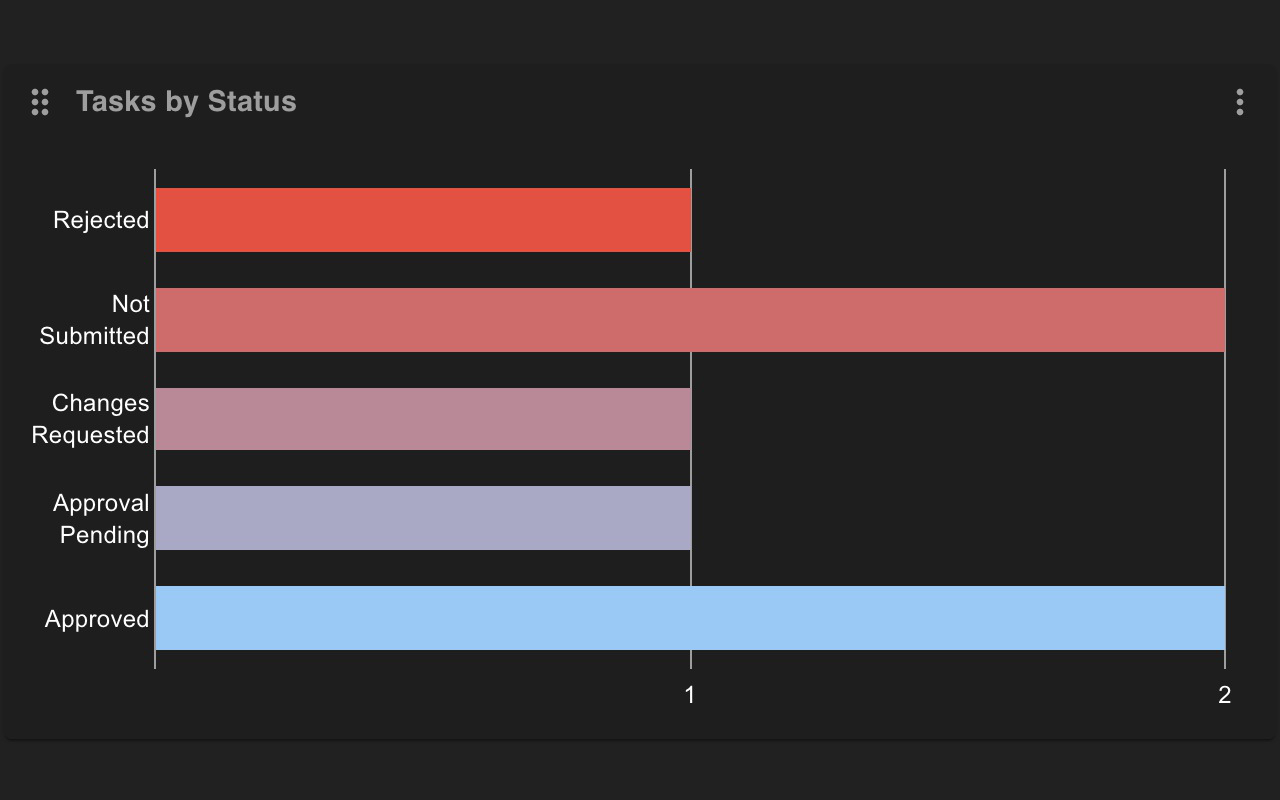 Tasks by Status
Rejected
Not
Submitted
Changes
Requested
Approval
Pending
Approved
1
2